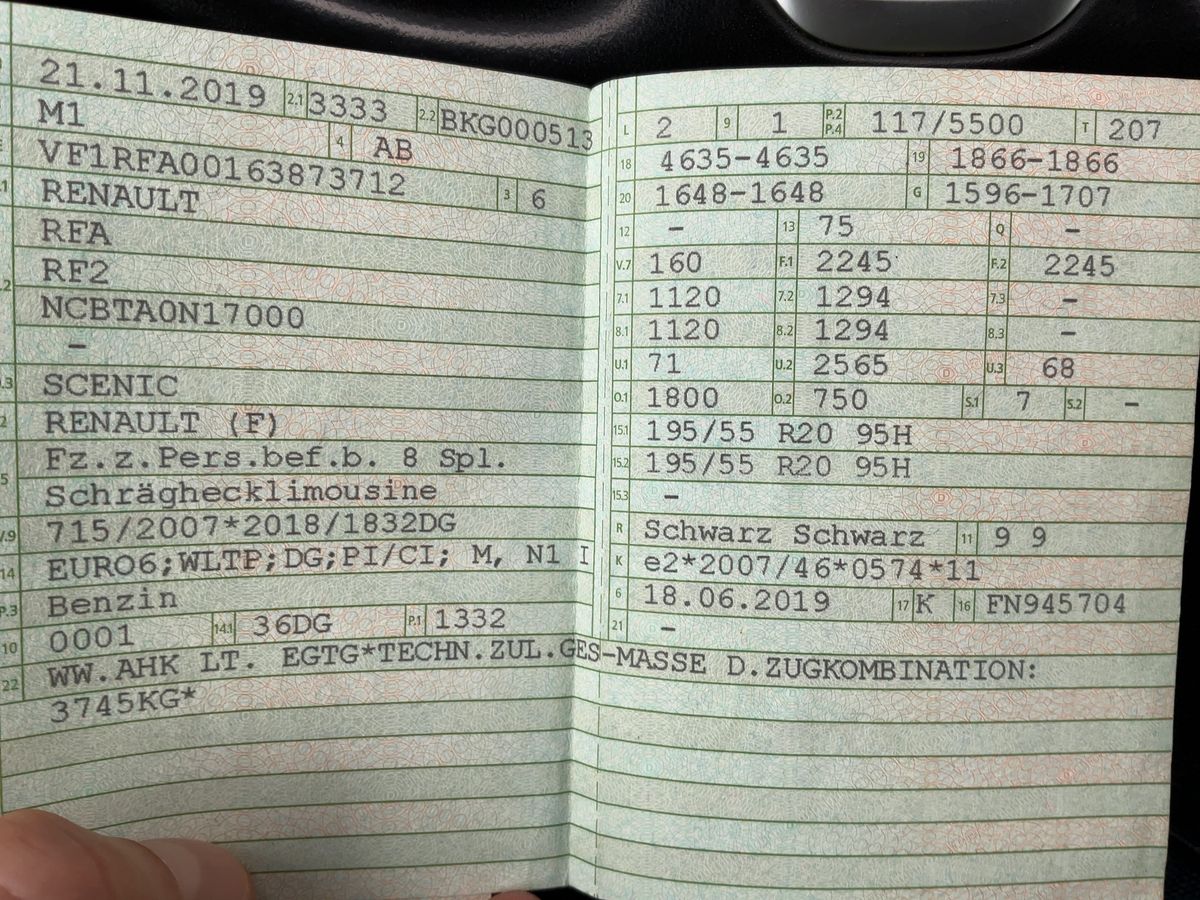 21.11.2019 2.1 3333 2.2 BKG000513
M1 4 AB
VF1RFA00163873712 3 6
RENAULT
RFA
RF2
NCBTA0N17000
–
SCENIC
RENAULT (F)
Fz.z.Pers.bef.b. 8 Spl.
Schräghecklimousine
715/2007*2018/1832DG
14 EURO6;WLTP;DG;PI/CI; M, N1 I
P.3 Benzin
10 0001 14.1 36DG P.1 1332
L 2 9 1 P.2 P.4 117/5500 T 207
18 4635-4635 19 1866-1866
20 1648-1648 G 1596-1707
12 – 13 75 Q –
V.7 160 F.1 2245 F.2 2245
7.1 1120 7.2 1294 7.3 –
8.1 1120 8.2 1294 8.3 –
U.1 71 U.2 2565 U.3 68
O.1 1800 O.2 750 S.1 7 S.2 –
15.1 195/55 R20 95H
15.2 195/55 R20 95H
15.3 –
R Schwarz Schwarz 11 9 9
K e2*2007/46*0574*11
6 18.06.2019 17 K 16 FN945704
21 –
22 WW.AHK LT. EGTG*TECHN.ZUL.GES-MASSE D.ZUGKOMBINATION:
3745KG*